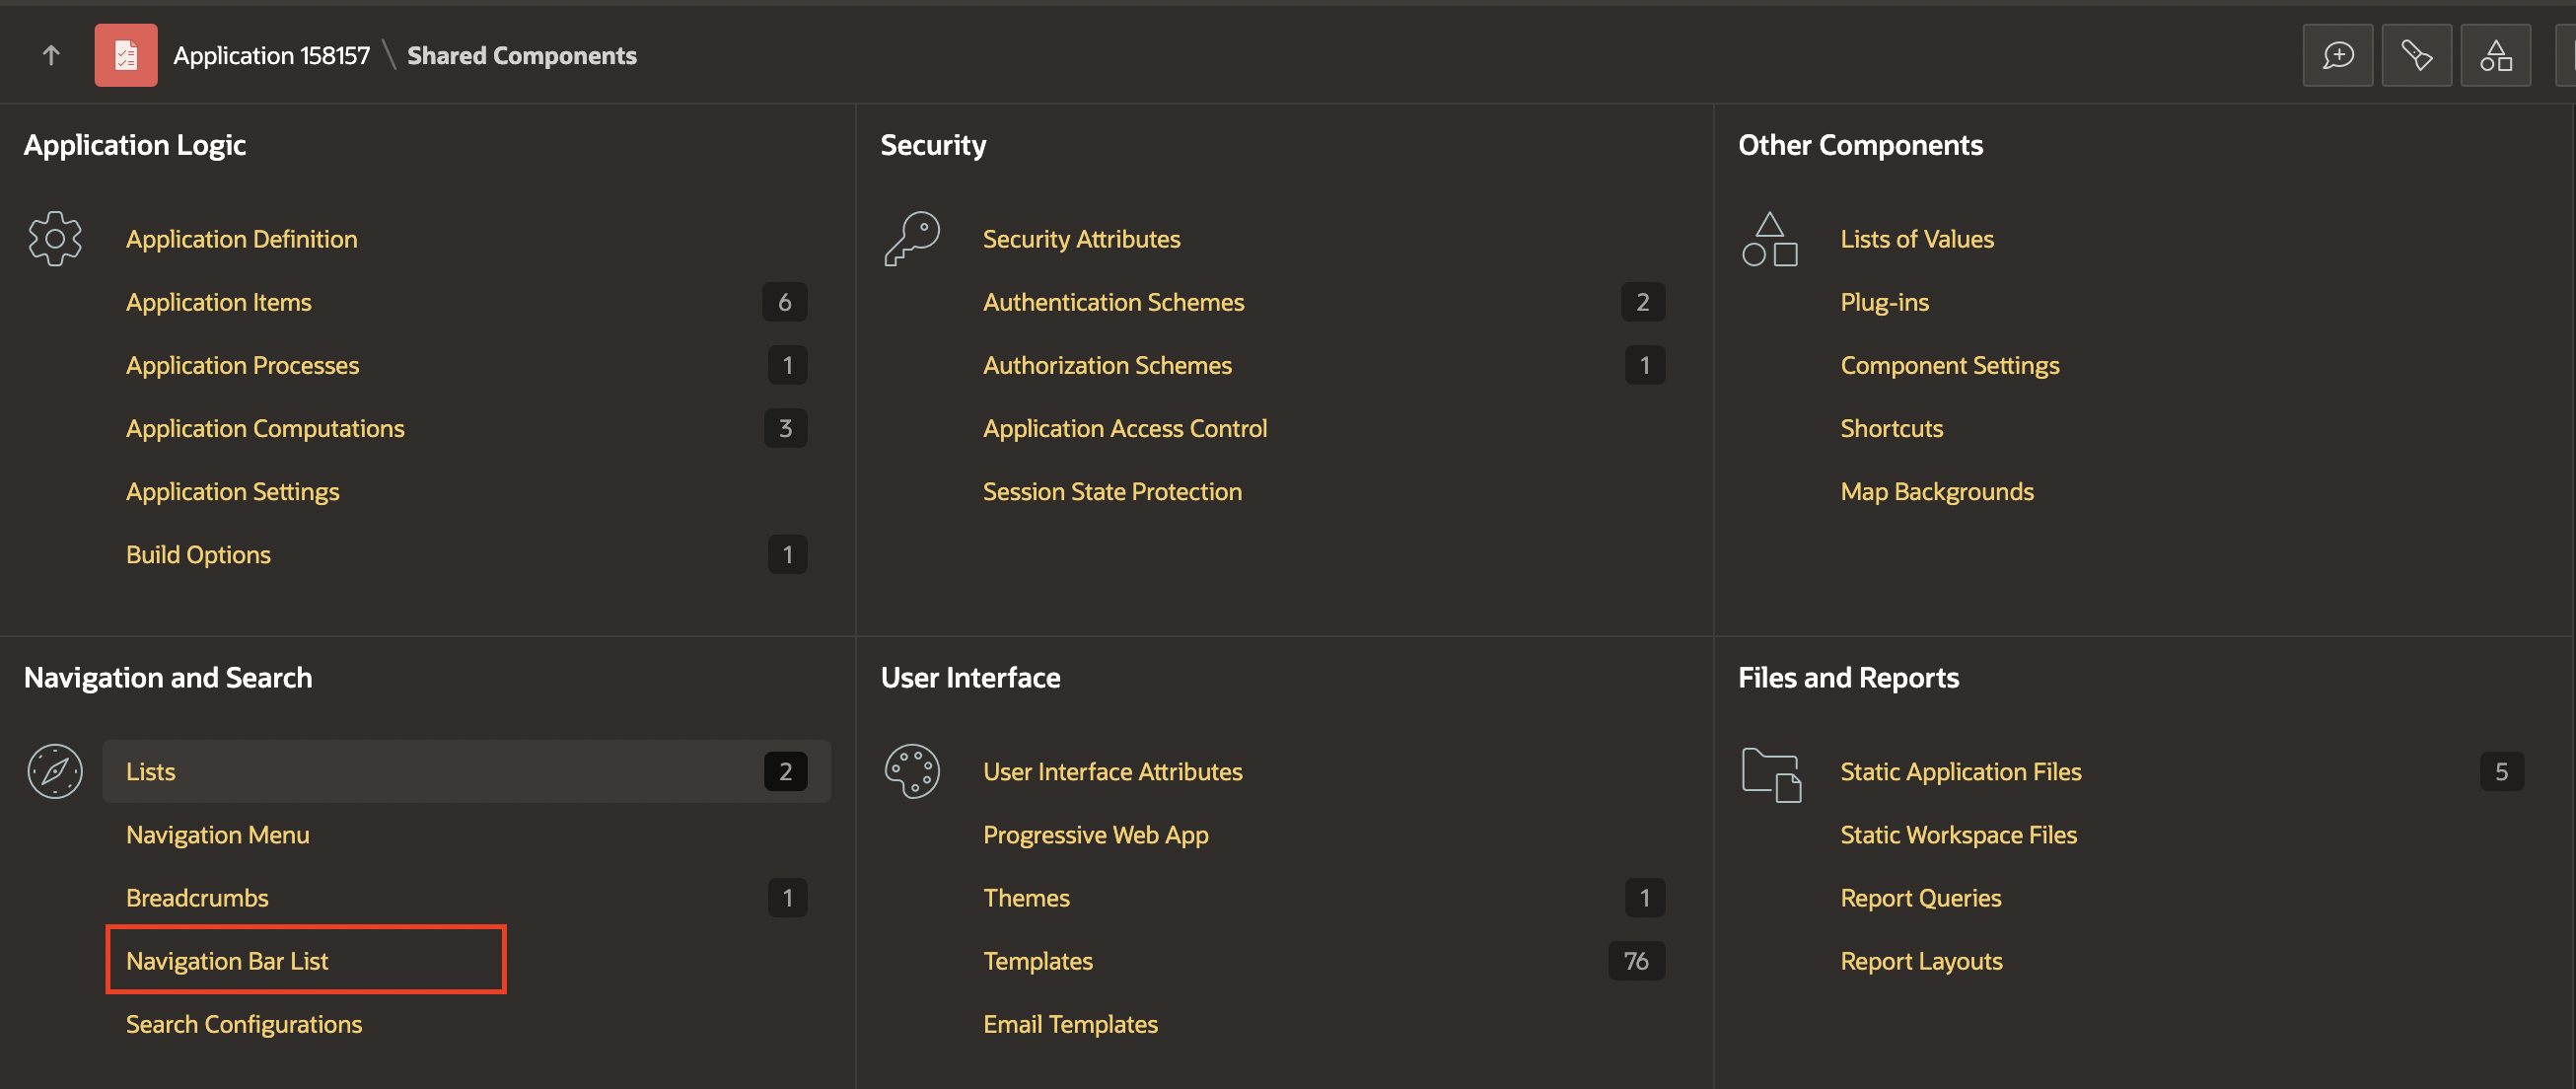 Application 158157 \ Shared Components
Application Logic
Application Definition
Application Items 6
Application Processes 1
Application Computations 3
Application Settings
Build Options 1
Security
Security Attributes
Authentication Schemes 2
Authorization Schemes 1
Application Access Control
Session State Protection
Other Components
Lists of Values
Plug-ins
Component Settings
Shortcuts
Map Backgrounds
Navigation and Search
Lists 2
Navigation Menu
Breadcrumbs 1
Navigation Bar List
Search Configurations
User Interface
User Interface Attributes
Progressive Web App
Themes 1
Templates 76
Email Templates
Files and Reports
Static Application Files 5
Static Workspace Files
Report Queries
Report Layouts